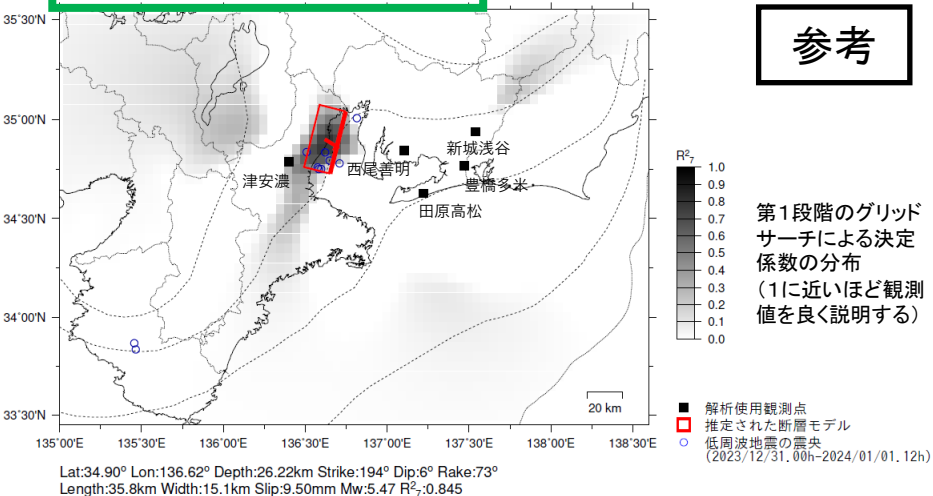 35°30'N
35°00'N
34°30'N
34°00'N
33°30'N
135°00'E 135°30'E 136°00'E 136°30'E 137°00'E 137°30'E 138°00'E 138°30'E
津安濃
西尾善明
新城浅谷
豊橋多米
田原高松
20 km
参考
R²₇
1.0
0.9
0.8
0.7
0.6
0.5
0.4
0.3
0.2
0.1
0.0
第1段階のグリッド
サーチによる決定
係数の分布
(1に近いほど観測
値を良く説明する)
解析使用観測点
推定された断層モデル
低周波地震の震央
(2023/12/31.00h-2024/01/01.12h)
Lat:34.90° Lon:136.62° Depth:26.22km Strike:194° Dip:6° Rake:73°
Length:35.8km Width:15.1km Slip:9.50mm Mw:5.47 R²₇:0.845